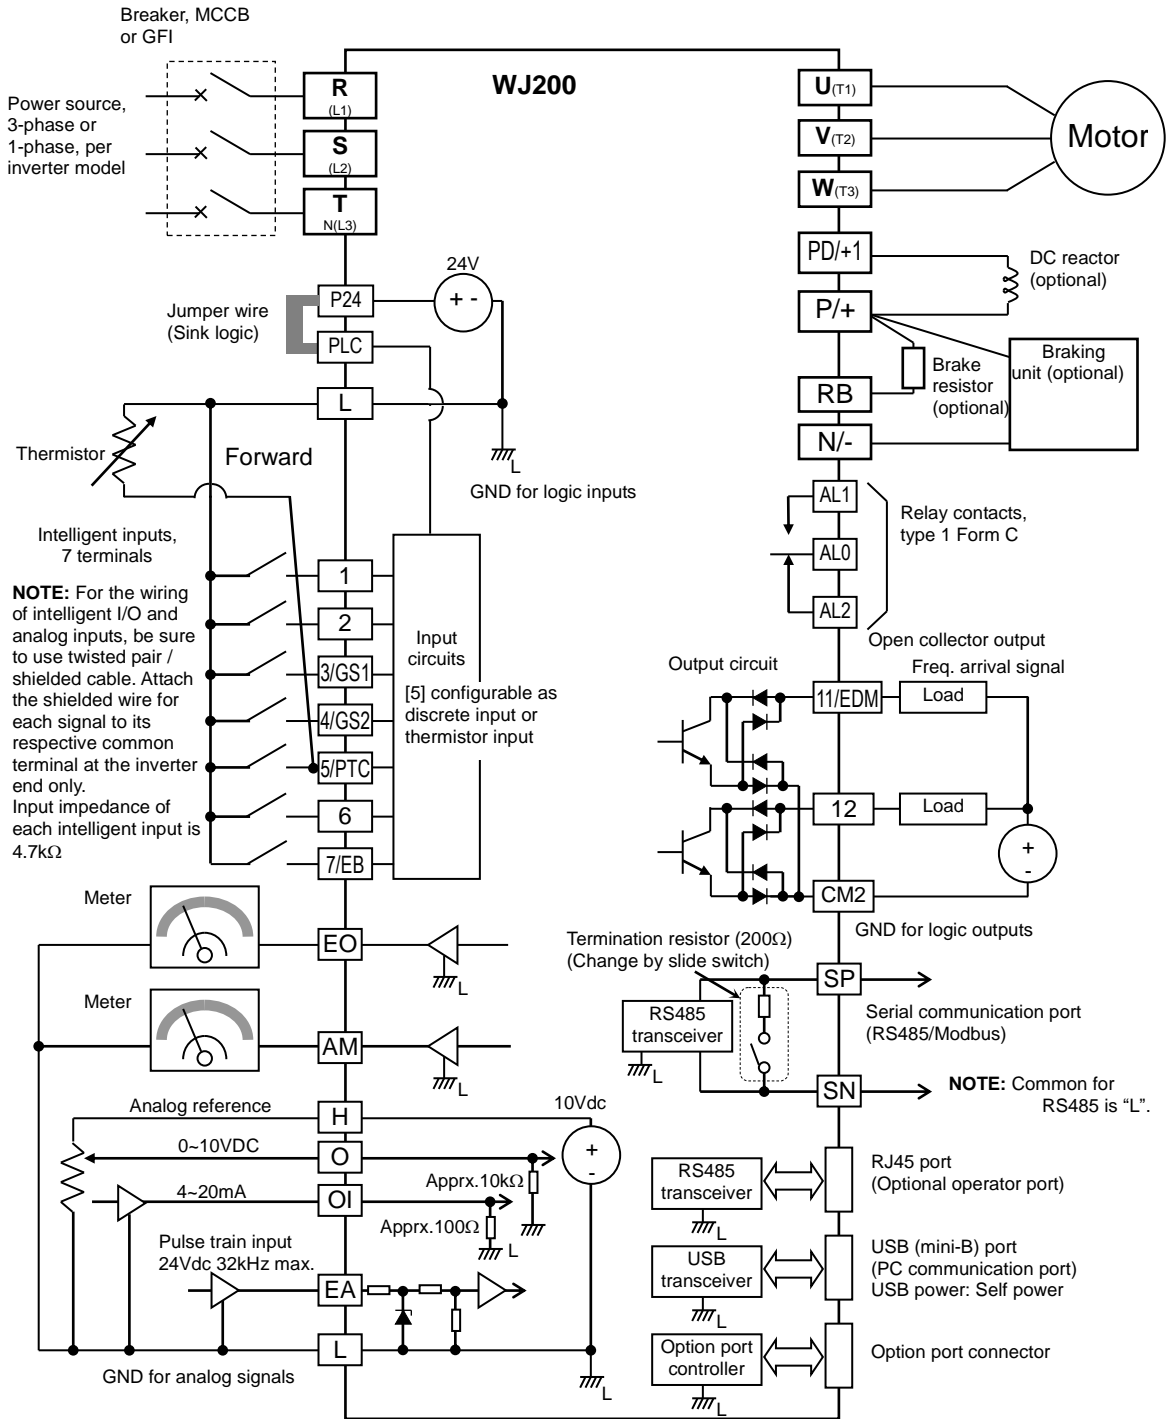 Breaker, MCCB
or GFI
Power source,
3-phase or
1-phase, per
inverter model
R
(L1)
S
(L2)
T
N(L3)
WJ200
U(T1)
V(T2)
W(T3)
Motor
PD/+1
P/+
DC reactor
(optional)
RB
N/-
Brake
resistor
(optional)
Braking
unit (optional)
24V
+ -
P24
PLC
Jumper wire
(Sink logic)
L
L
GND for logic inputs
Thermistor
Forward
Intelligent inputs,
7 terminals
NOTE: For the wiring
of intelligent I/O and
analog inputs, be sure
to use twisted pair /
shielded cable. Attach
the shielded wire for
each signal to its
respective common
terminal at the inverter
end only.
Input impedance of
each intelligent input is
4.7kΩ
1
2
3/GS1
4/GS2
5/PTC
6
7/EB
Input
circuits
[5] configurable as
discrete input or
thermistor input
AL1
AL0
AL2
Relay contacts,
type 1 Form C
Open collector output
Output circuit
Freq. arrival signal
11/EDM
Load
12
Load
+
-
CM2
GND for logic outputs
Meter
EO
L
Meter
AM
L
Termination resistor (200Ω)
(Change by slide switch)
RS485
transceiver
L
SP
Serial communication port
(RS485/Modbus)
SN
NOTE: Common for
RS485 is “L”.
Analog reference
H
10Vdc
+
-
0~10VDC
O
Apprx.10kΩ
4~20mA
OI
Apprx.100Ω
L
Pulse train input
24Vdc 32kHz max.
EA
L
L
GND for analog signals
RS485
transceiver
L
RJ45 port
(Optional operator port)
USB
transceiver
L
USB (mini-B) port
(PC communication port)
USB power: Self power
Option port
controller
L
Option port connector